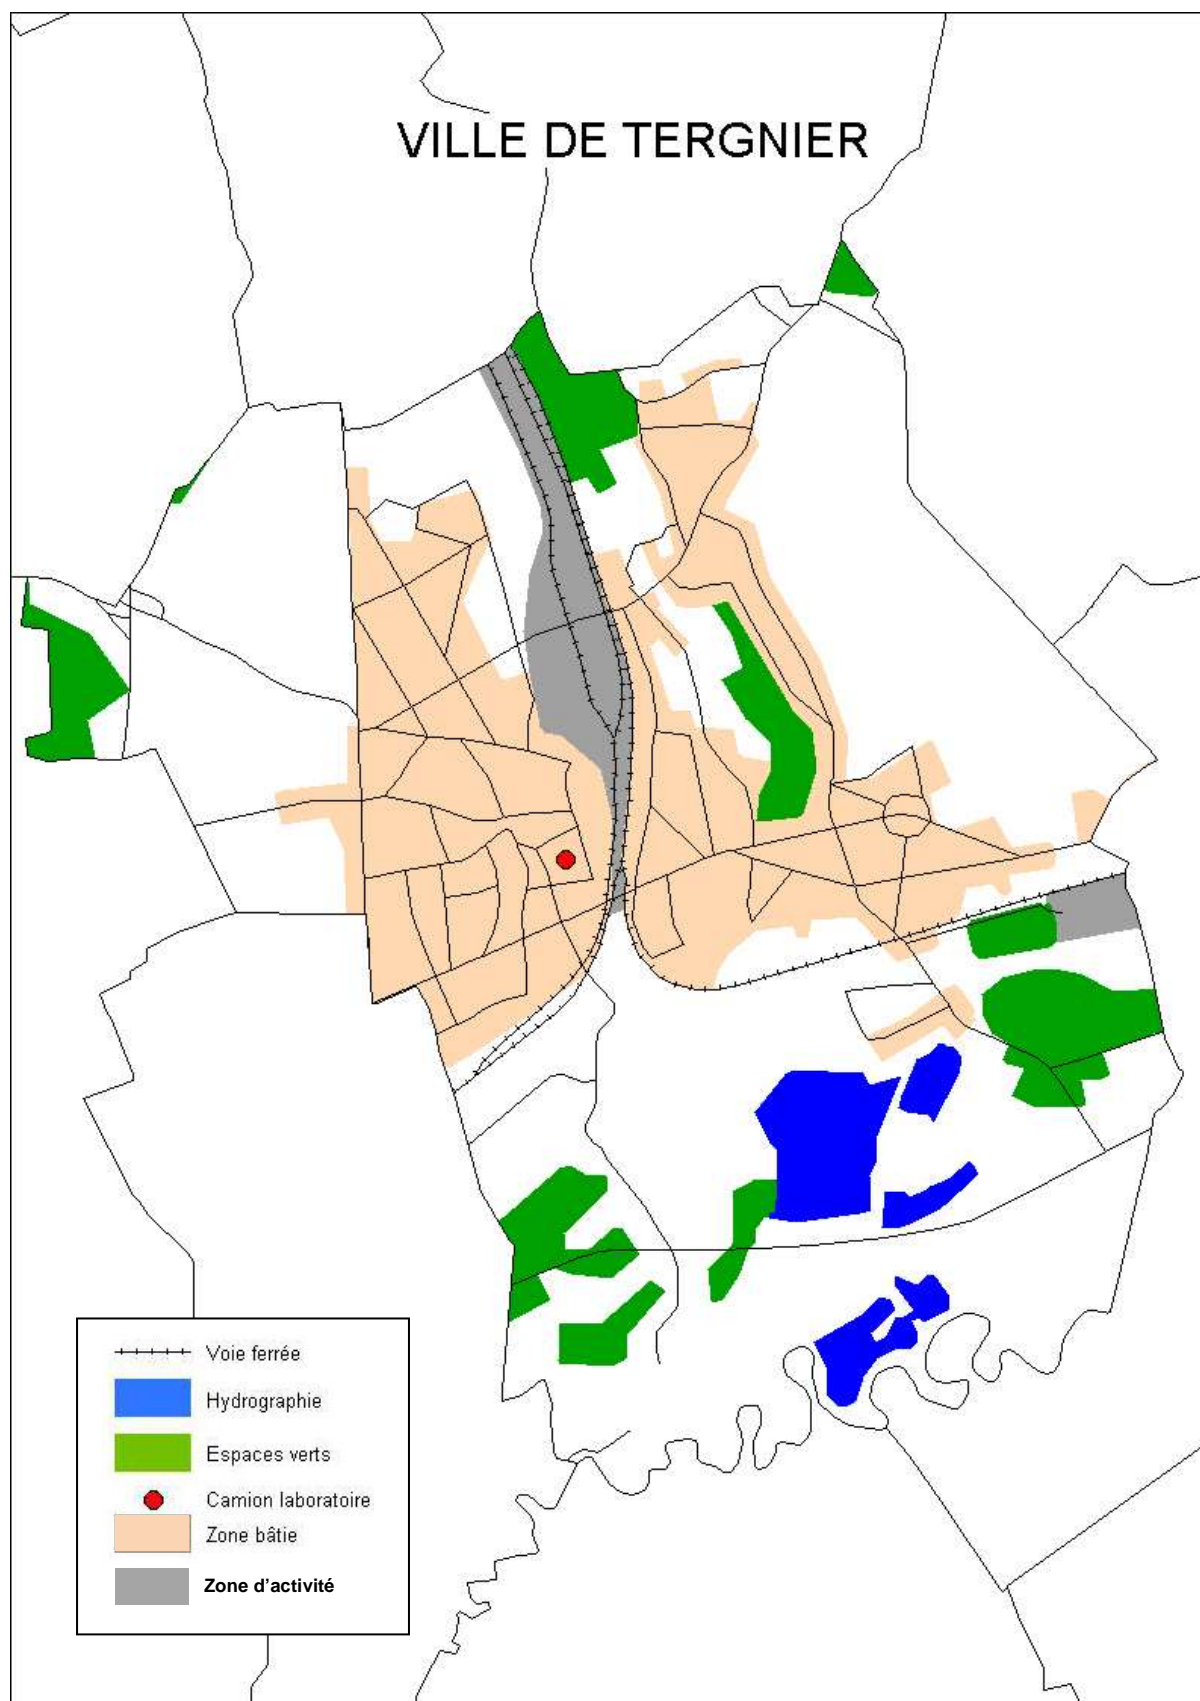 VILLE DE TERGNIER
Voie ferrée
Hydrographie
Espaces verts
Camion laboratoire
Zone bâtie
Zone d'activité